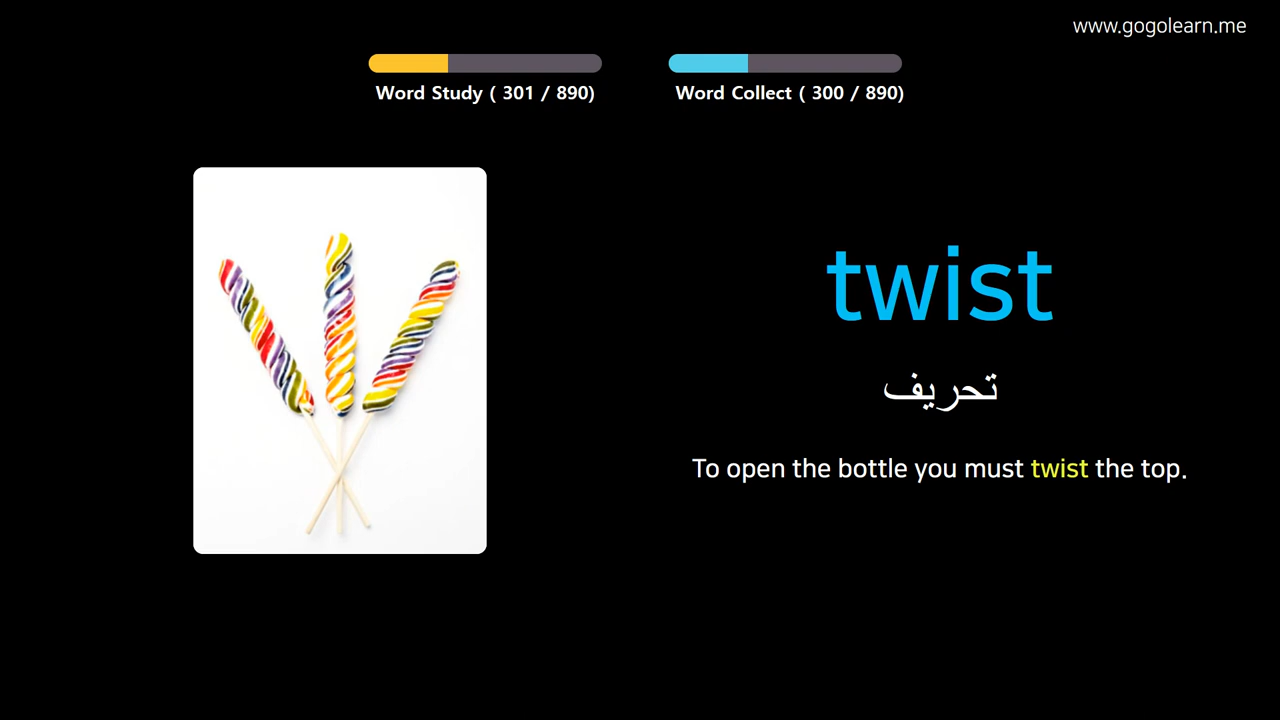 www.gogolearn.me
Word Study ( 301 / 890)
Word Collect ( 300 / 890)
twist
تحريف
To open the bottle you must twist the top.